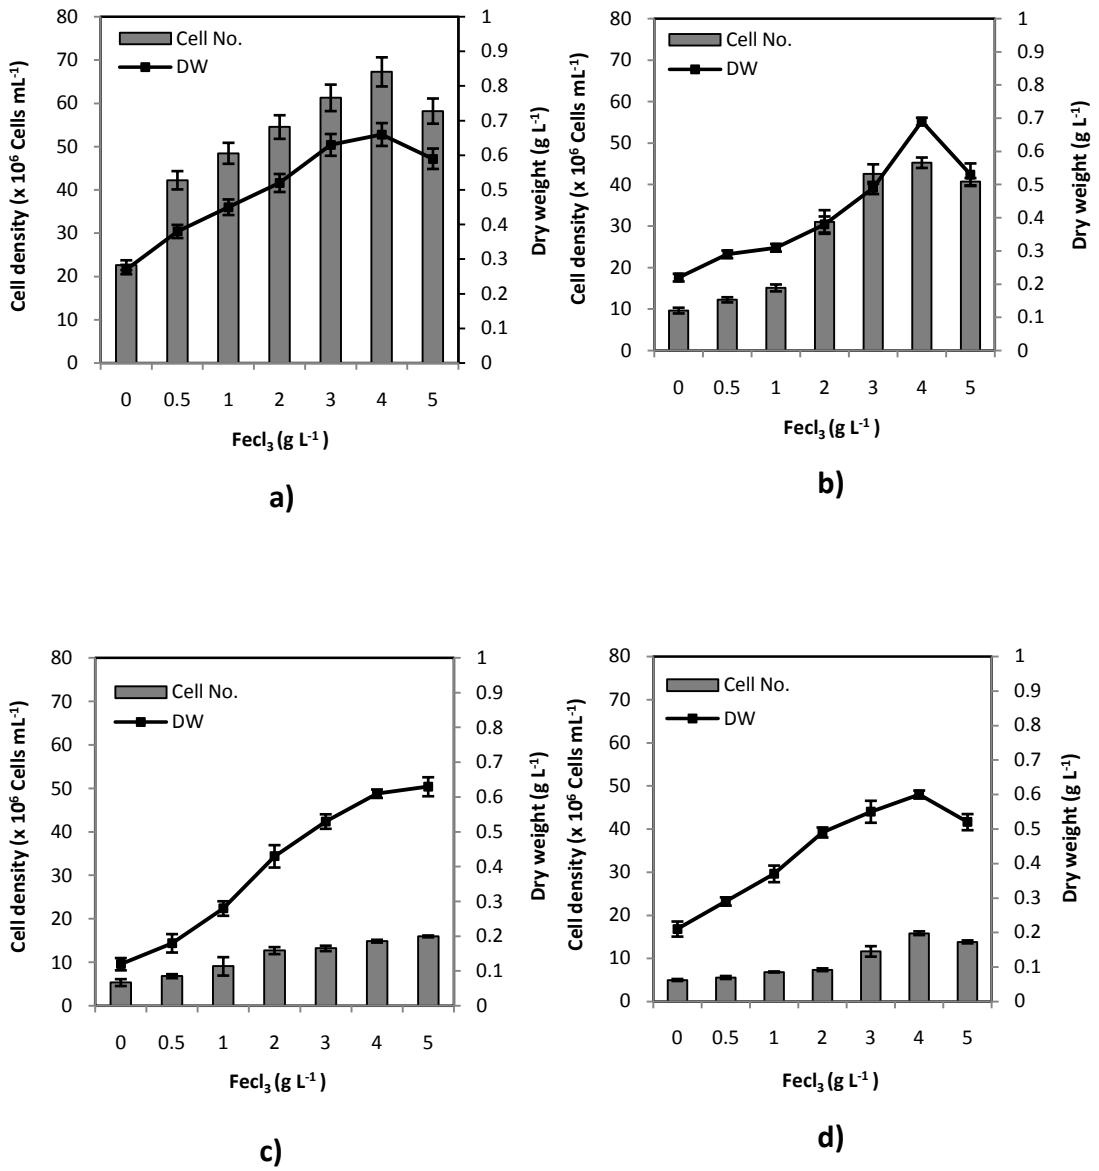 Cell density (x 10⁶ Cells mL⁻¹)
80
70
60
50
40
30
20
10
0
Cell No.
DW
1
0.9
0.8
0.7
0.6
0.5
0.4
0.3
0.2
0.1
0
Dry weight (g L⁻¹)
0 0.5 1 2 3 4 5
Fecl₃ (g L⁻¹ )
a)
Cell density (x 10⁶ Cells mL⁻¹)
80
70
60
50
40
30
20
10
0
Cell No.
DW
1
0.9
0.8
0.7
0.6
0.5
0.4
0.3
0.2
0.1
0
Dry weight (g L⁻¹)
0 0.5 1 2 3 4 5
Fecl₃ (g L⁻¹ )
b)
Cell density (x 10⁶ Cells mL⁻¹)
80
70
60
50
40
30
20
10
0
Cell No.
DW
1
0.9
0.8
0.7
0.6
0.5
0.4
0.3
0.2
0.1
0
Dry weight (g L⁻¹)
0 0.5 1 2 3 4 5
Fecl₃ (g L⁻¹ )
c)
Cell density (x 10⁶ Cells mL⁻¹)
80
70
60
50
40
30
20
10
0
Cell No.
DW
1
0.9
0.8
0.7
0.6
0.5
0.4
0.3
0.2
0.1
0
Dry weight (g L⁻¹)
0 0.5 1 2 3 4 5
Fecl₃ (g L⁻¹ )
d)